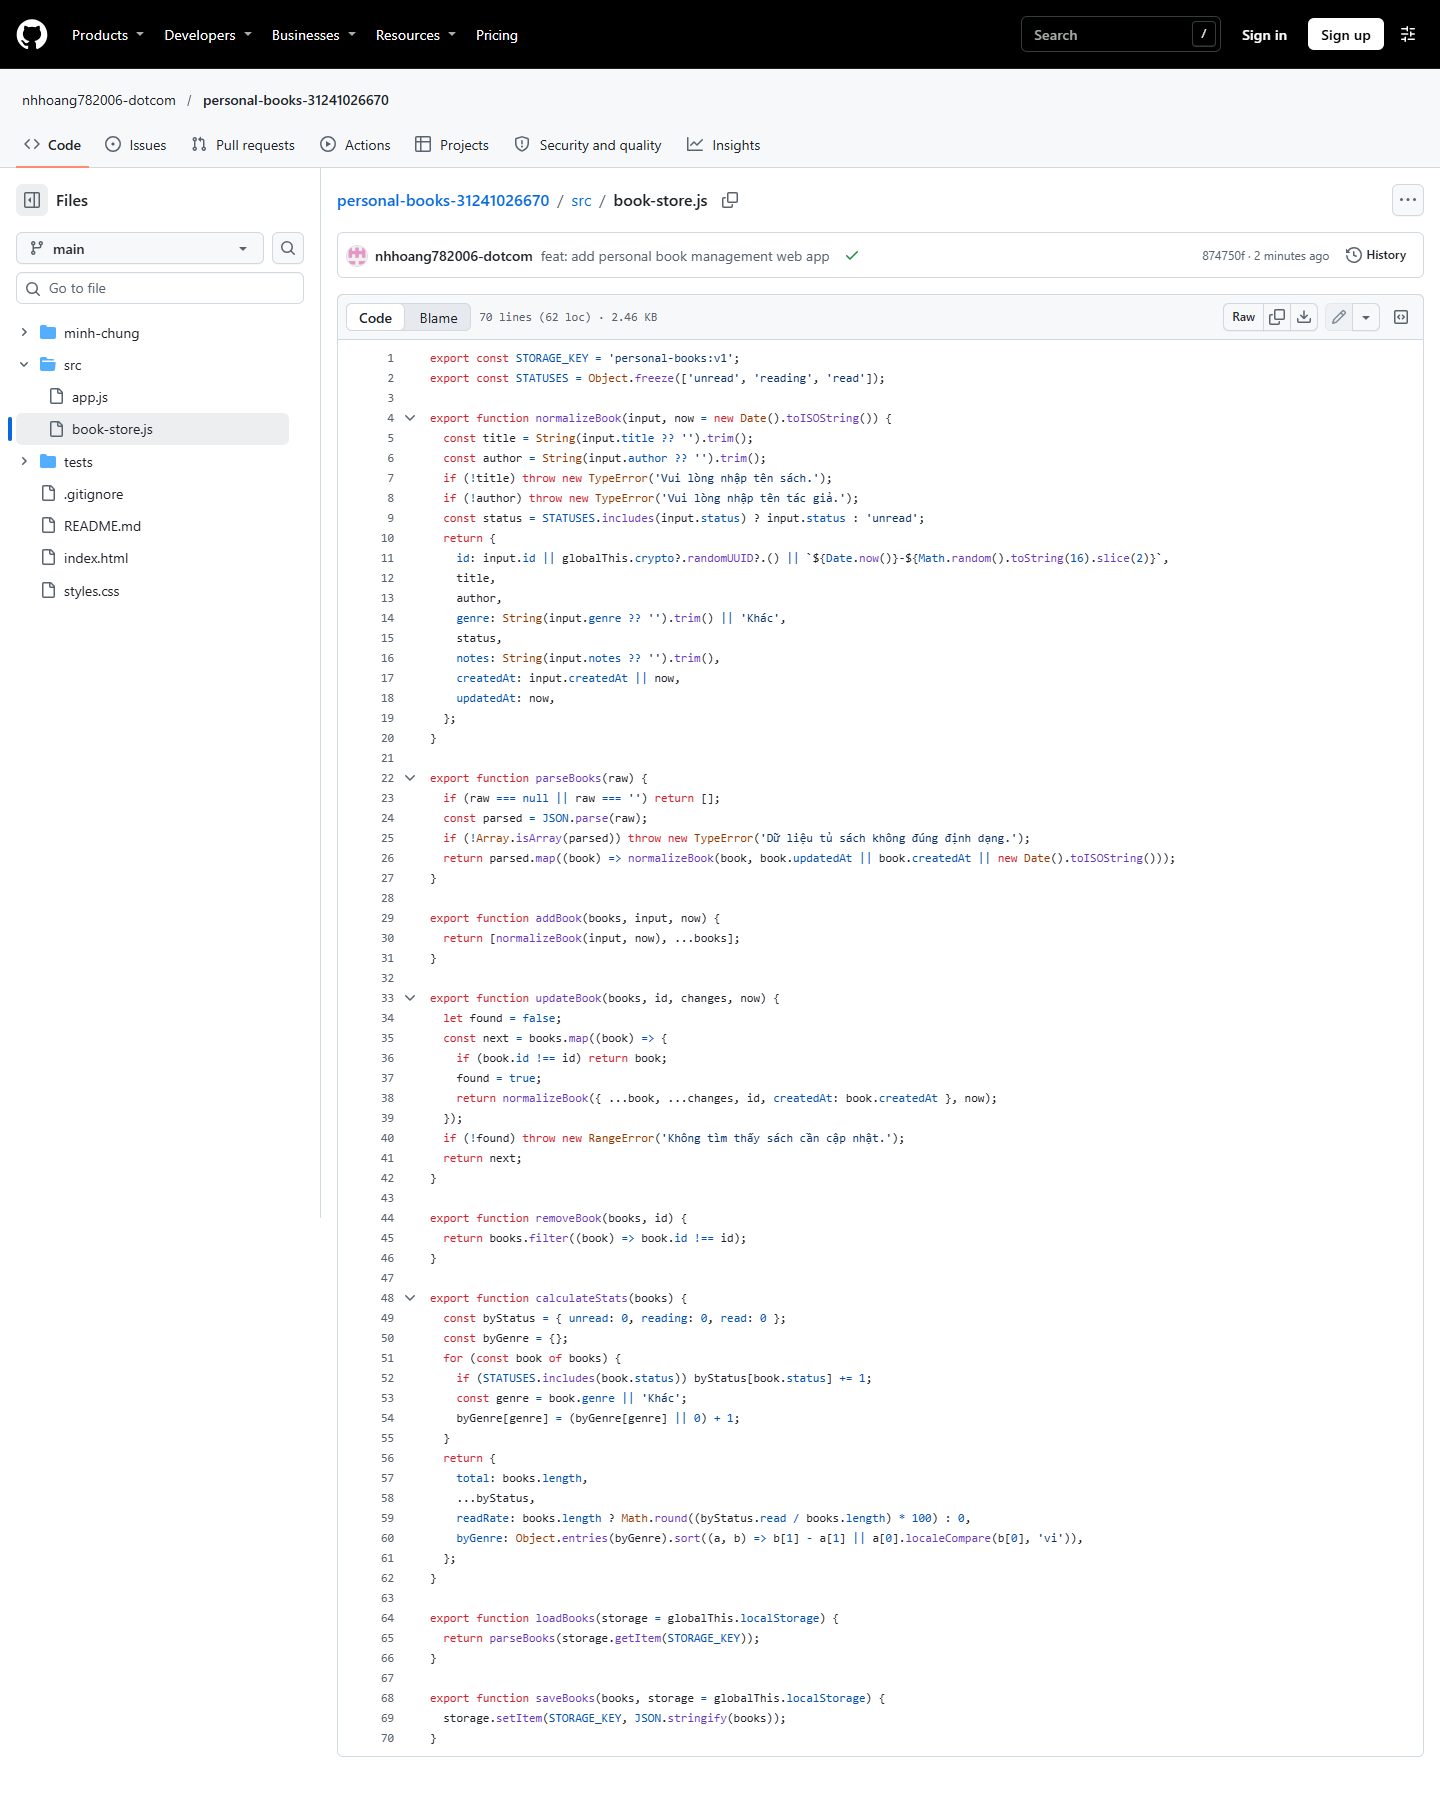 Products Developers Businesses Resources Pricing Search / Sign in Sign up
nhhoang782006-dotcom / personal-books-31241026670
Code Issues Pull requests Actions Projects Security and quality Insights
Files
main
Go to file
minh-chung
src
app.js
book-store.js
tests
.gitignore
README.md
index.html
styles.css
personal-books-31241026670 / src / book-store.js
nhhoang782006-dotcom feat: add personal book management web app 874750f · 2 minutes ago History
Code Blame 70 lines (62 loc) · 2.46 KB Raw
1 export const STORAGE_KEY = 'personal-books:v1';
2 export const STATUSES = Object.freeze(['unread', 'reading', 'read']);
3
4 export function normalizeBook(input, now = new Date().toISOString()) {
5 const title = String(input.title ?? '').trim();
6 const author = String(input.author ?? '').trim();
7 if (!title) throw new TypeError('Vui lòng nhập tên sách.');
8 if (!author) throw new TypeError('Vui lòng nhập tên tác giả.');
9 const status = STATUSES.includes(input.status) ? input.status : 'unread';
10 return {
11 id: input.id || globalThis.crypto?.randomUUID?.() || `${Date.now()}-${Math.random().toString(16).slice(2)}`,
12 title,
13 author,
14 genre: String(input.genre ?? '').trim() || 'Khác',
15 status,
16 notes: String(input.notes ?? '').trim(),
17 createdAt: input.createdAt || now,
18 updatedAt: now,
19 };
20 }
21
22 export function parseBooks(raw) {
23 if (raw === null || raw === '') return [];
24 const parsed = JSON.parse(raw);
25 if (!Array.isArray(parsed)) throw new TypeError('Dữ liệu tủ sách không đúng định dạng.');
26 return parsed.map((book) => normalizeBook(book, book.updatedAt || book.createdAt || new Date().toISOString()));
27 }
28
29 export function addBook(books, input, now) {
30 return [normalizeBook(input, now), ...books];
31 }
32
33 export function updateBook(books, id, changes, now) {
34 let found = false;
35 const next = books.map((book) => {
36 if (book.id !== id) return book;
37 found = true;
38 return normalizeBook({ ...book, ...changes, id, createdAt: book.createdAt }, now);
39 });
40 if (!found) throw new RangeError('Không tìm thấy sách cần cập nhật.');
41 return next;
42 }
43
44 export function removeBook(books, id) {
45 return books.filter((book) => book.id !== id);
46 }
47
48 export function calculateStats(books) {
49 const byStatus = { unread: 0, reading: 0, read: 0 };
50 const byGenre = {};
51 for (const book of books) {
52 if (STATUSES.includes(book.status)) byStatus[book.status] += 1;
53 const genre = book.genre || 'Khác';
54 byGenre[genre] = (byGenre[genre] || 0) + 1;
55 }
56 return {
57 total: books.length,
58 ...byStatus,
59 readRate: books.length ? Math.round((byStatus.read / books.length) * 100) : 0,
60 byGenre: Object.entries(byGenre).sort((a, b) => b[1] - a[1] || a[0].localeCompare(b[0], 'vi')),
61 };
62 }
63
64 export function loadBooks(storage = globalThis.localStorage) {
65 return parseBooks(storage.getItem(STORAGE_KEY));
66 }
67
68 export function saveBooks(books, storage = globalThis.localStorage) {
69 storage.setItem(STORAGE_KEY, JSON.stringify(books));
70 }